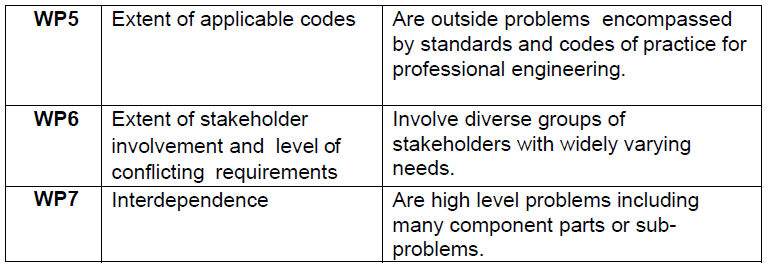 WP5 Extent of applicable codes Are outside problems encompassed
by standards and codes of practice for
professional engineering.
WP6 Extent of stakeholder Involve diverse groups of
involvement and level of stakeholders with widely varying
conflicting requirements needs.
WP7 Interdependence Are high level problems including
many component parts or sub-
problems.